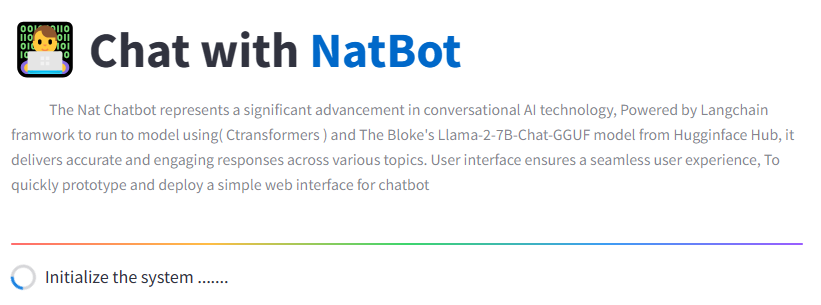 Chat with NatBot
The Nat Chatbot represents a significant advancement in conversational AI technology, Powered by Langchain
framwork to run to model using( Ctransformers ) and The Bloke's Llama-2-7B-Chat-GGUF model from Hugginface Hub, it
delivers accurate and engaging responses across various topics. User interface ensures a seamless user experience, To
quickly prototype and deploy a simple web interface for chatbot
Initialize the system .......